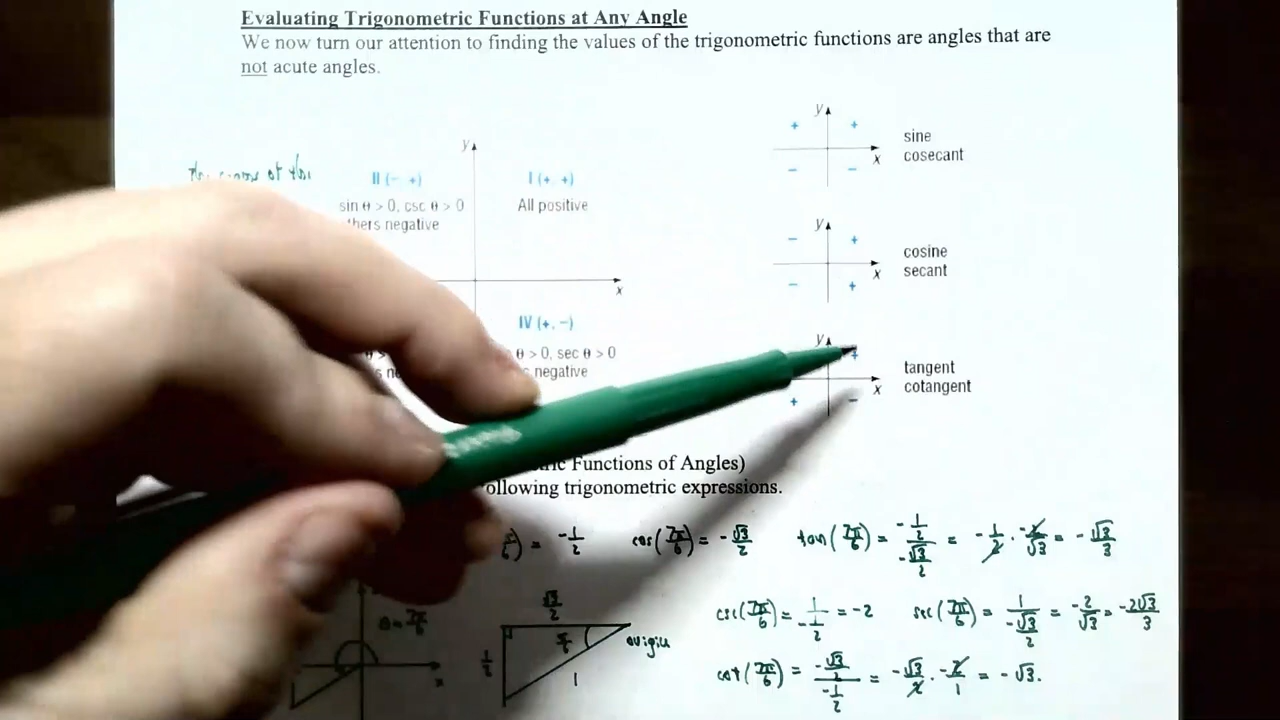 Evaluating Trigonometric Functions at Any Angle
We now turn our attention to finding the values of the trigonometric functions are angles that are
not acute angles.
of the
II (−, +)
sin θ > 0, csc θ > 0
thers negative
I (+, +)
All positive
IV (+, −)
θ > 0, sec θ > 0
negative
y
x
y
+ +
− −
x
sine
cosecant
y
− +
− +
x
cosine
secant
y
+
+ −
x
tangent
cotangent
Functions of Angles)
ollowing trigonometric expressions.
= -1/2 cos(7π/6) = -√3/2 tan(7π/6) = (-1/2)/(-√3/2) = -1/2 · -2/√3 = -√3/3
csc(7π/6) = 1/(-1/2) = -2 sec(7π/6) = 1/(-√3/2) = -2/√3 = -2√3/3
cot(7π/6) = (-√3/2)/(-1/2) = -√3/2 · -2/1 = -√3.
θ = 7π/6
x
√3/2
1/2
1